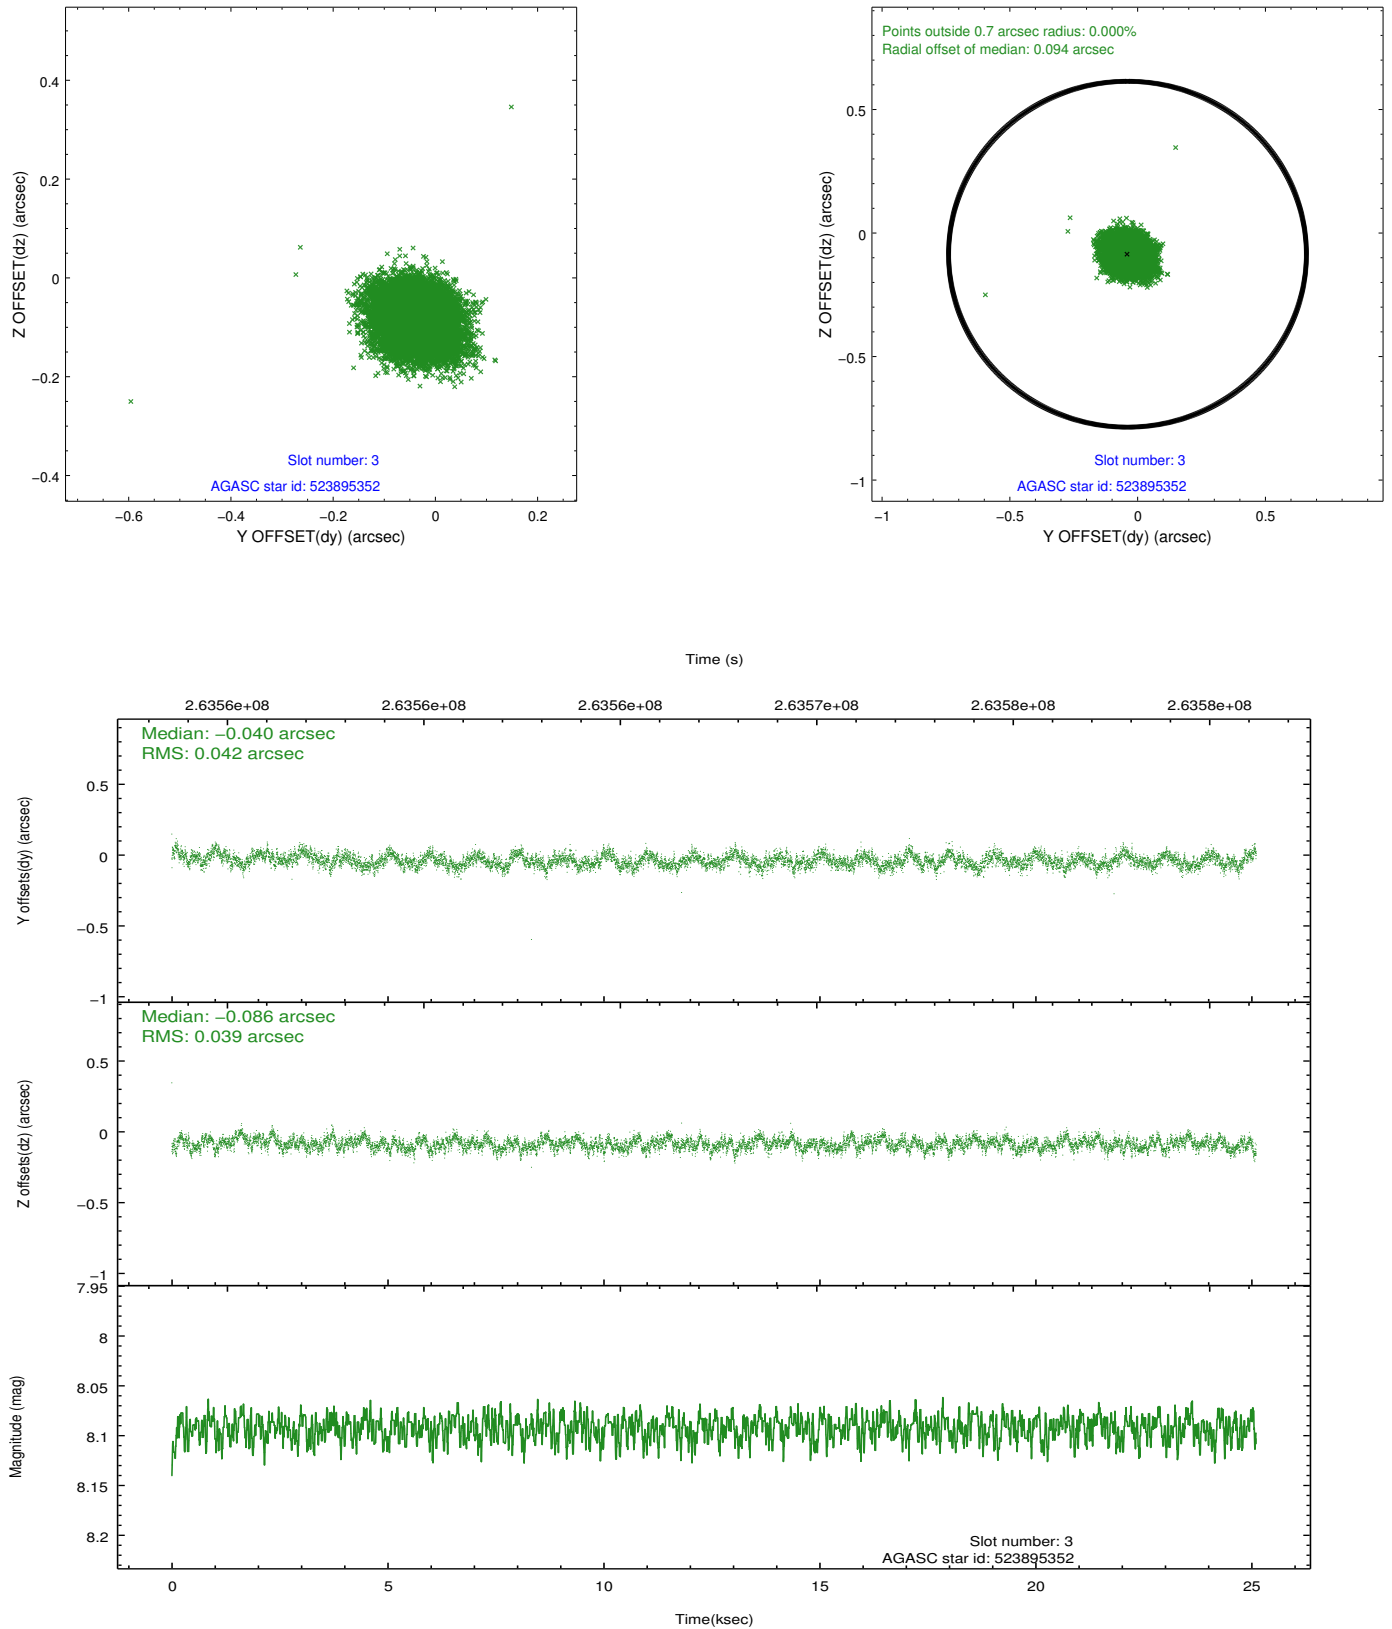 0.4
0.2
0
−0.2
−0.4
Z OFFSET(dz) (arcsec)
Slot number: 3
AGASC star id: 523895352
−0.6
−0.4
−0.2
0
0.2
Y OFFSET(dy) (arcsec)
Points outside 0.7 arcsec radius: 0.000%
Radial offset of median: 0.094 arcsec
0.5
0
−0.5
−1
Z OFFSET(dz) (arcsec)
Slot number: 3
AGASC star id: 523895352
−1
−0.5
0
0.5
Y OFFSET(dy) (arcsec)
Time (s)
2.6356e+08
2.6356e+08
2.6356e+08
2.6357e+08
2.6358e+08
2.6358e+08
Median: −0.040 arcsec
RMS: 0.042 arcsec
0.5
0
−0.5
−1
Y offsets(dy) (arcsec)
Median: −0.086 arcsec
RMS: 0.039 arcsec
0.5
0
−0.5
−1
Z offsets(dz) (arcsec)
7.95
8
8.05
8.1
8.15
8.2
Magnitude (mag)
Slot number: 3
AGASC star id: 523895352
0
5
10
15
20
25
Time(ksec)